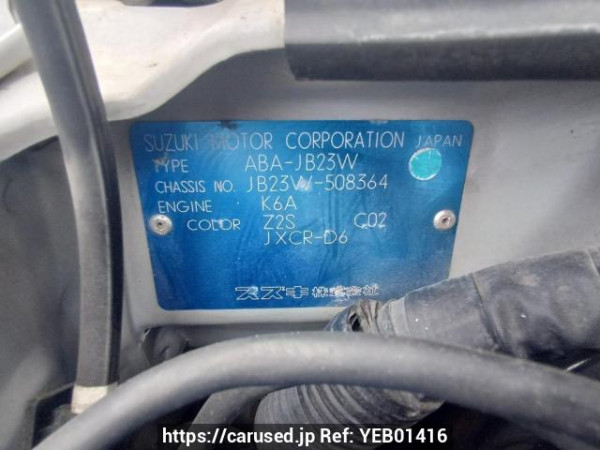 SUZUKI MOTOR CORPORATION JAPAN
TYPE ABA-JB23W
CHASSIS NO. JB23W-508364
ENGINE K6A
COLOR Z2S C02
JXCR-D6
スズキ株式会社
https://carused.jp Ref: YEB01416